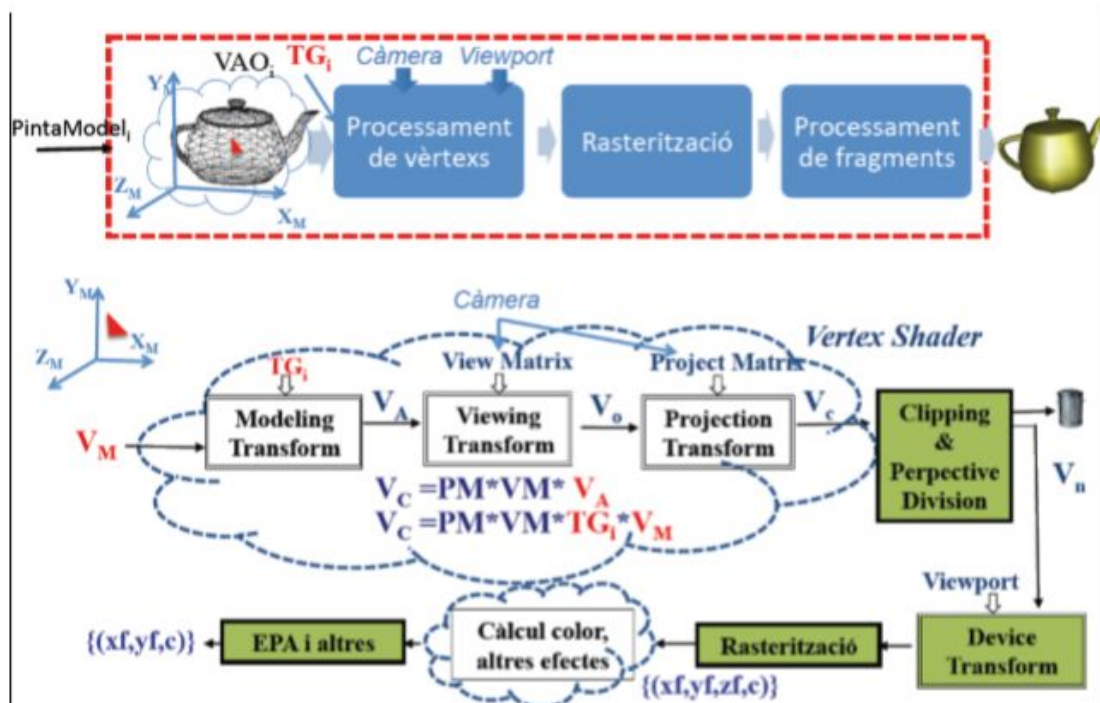 VAOi
TGi
Càmera
Viewport
YM
PintaModeli
Processament
de vèrtexs
Rasterització
Processament
de fragments
ZM
XM
YM
XM
ZM
Càmera
Vertex Shader
TGi
View Matrix
Project Matrix
VM
Modeling
Transform
VA
Viewing
Transform
Vo
Projection
Transform
Vc
Clipping
&
Perpective
Division
Vn
VC =PM*VM* VA
VC =PM*VM*TGi*VM
Viewport
{(xf,yf,c)}
EPA i altres
Càlcul color,
altres efectes
{(xf,yf,zf,c)}
Rasterització
Device
Transform